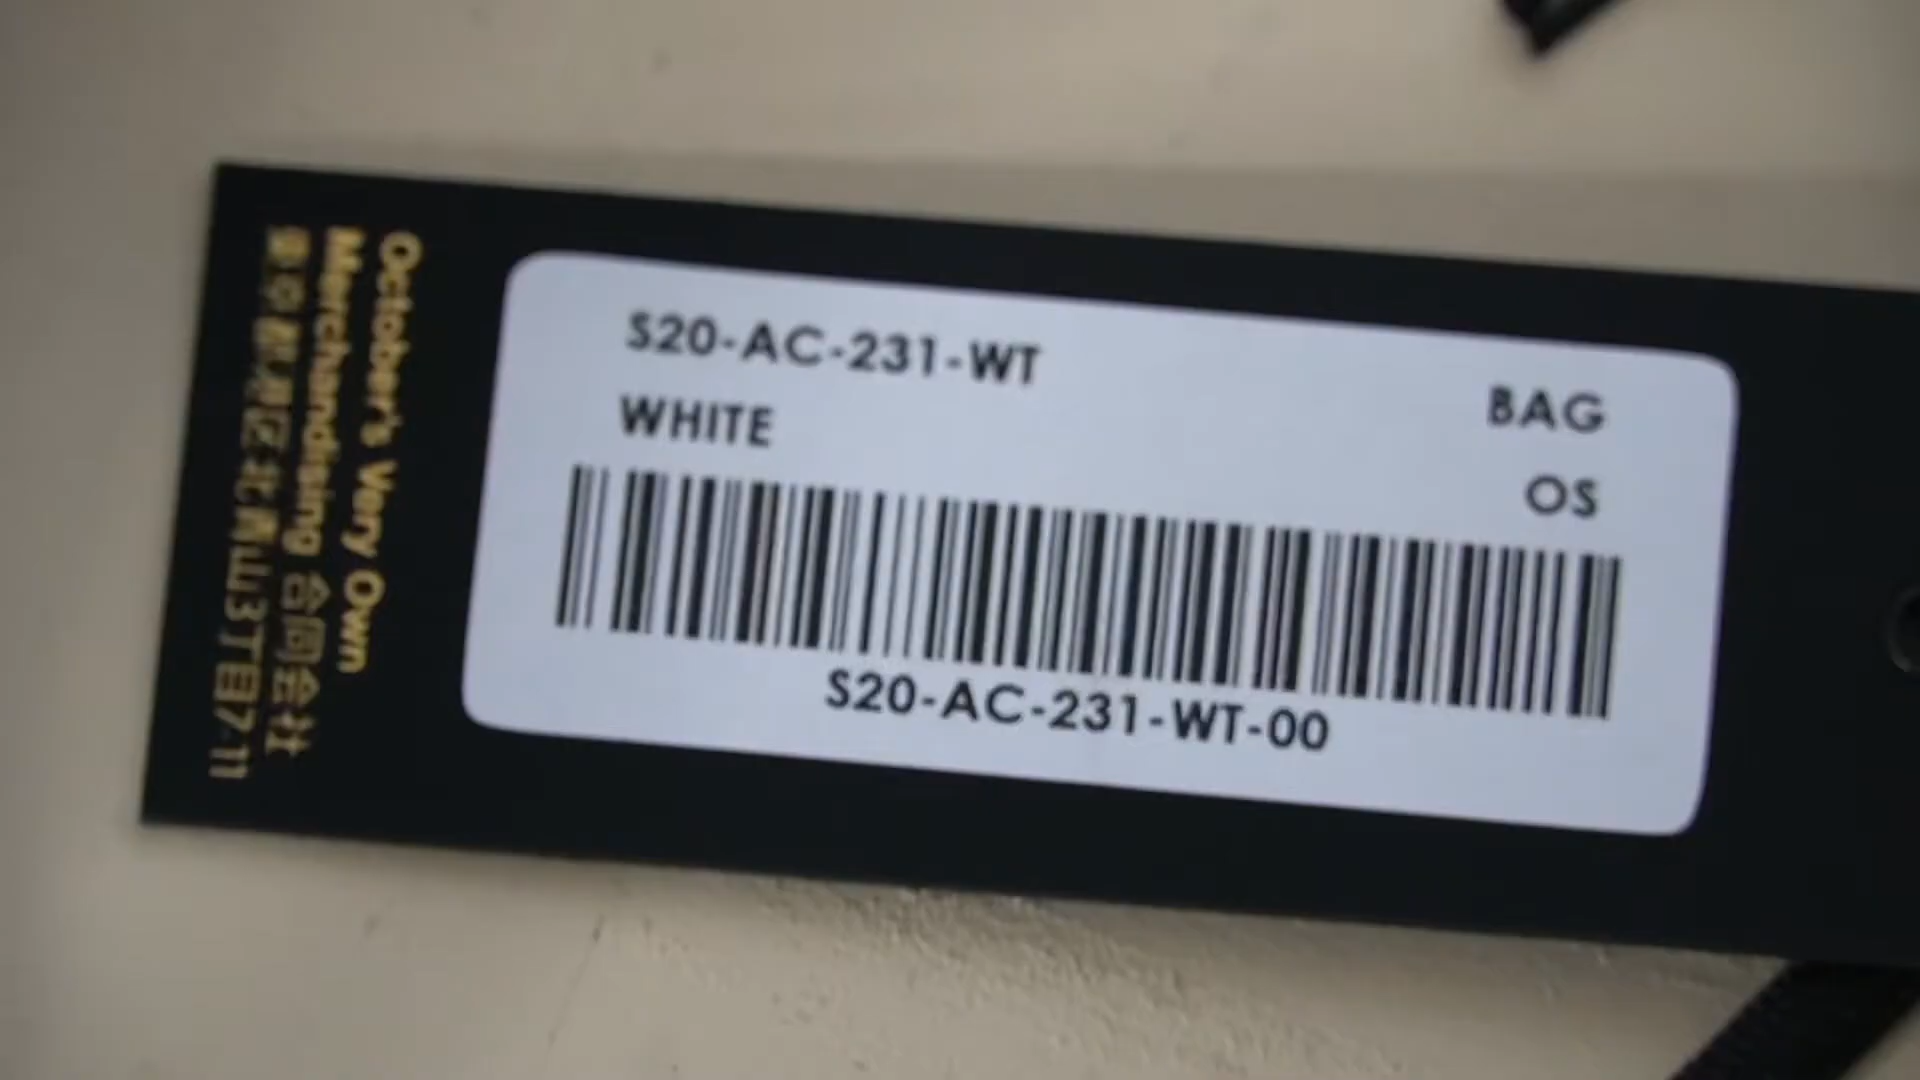 S20-AC-231-WT
BAG
WHITE
OS
S20-AC-231-WT-00
October's Very Own
Merchandising 合同会社
東京都港区北青山3丁目7-11